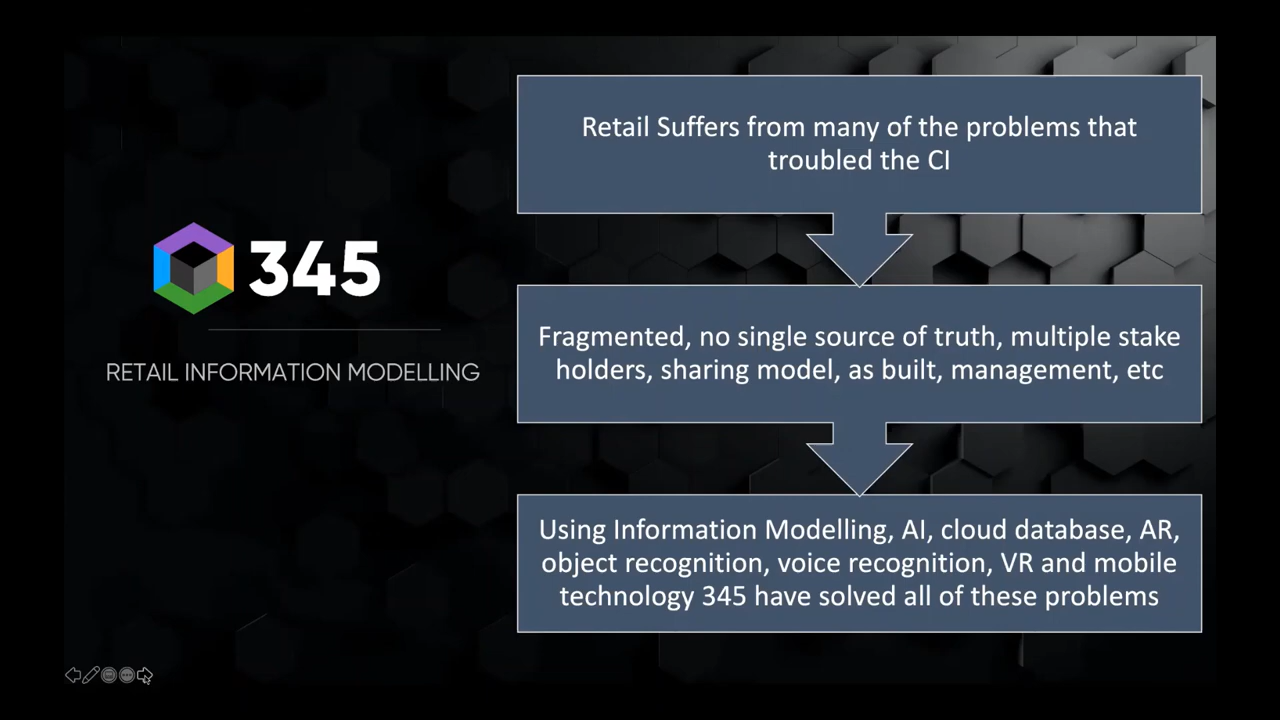 345
RETAIL INFORMATION MODELLING
Retail Suffers from many of the problems that
troubled the CI
Fragmented, no single source of truth, multiple stake
holders, sharing model, as built, management, etc
Using Information Modelling, AI, cloud database, AR,
object recognition, voice recognition, VR and mobile
technology 345 have solved all of these problems